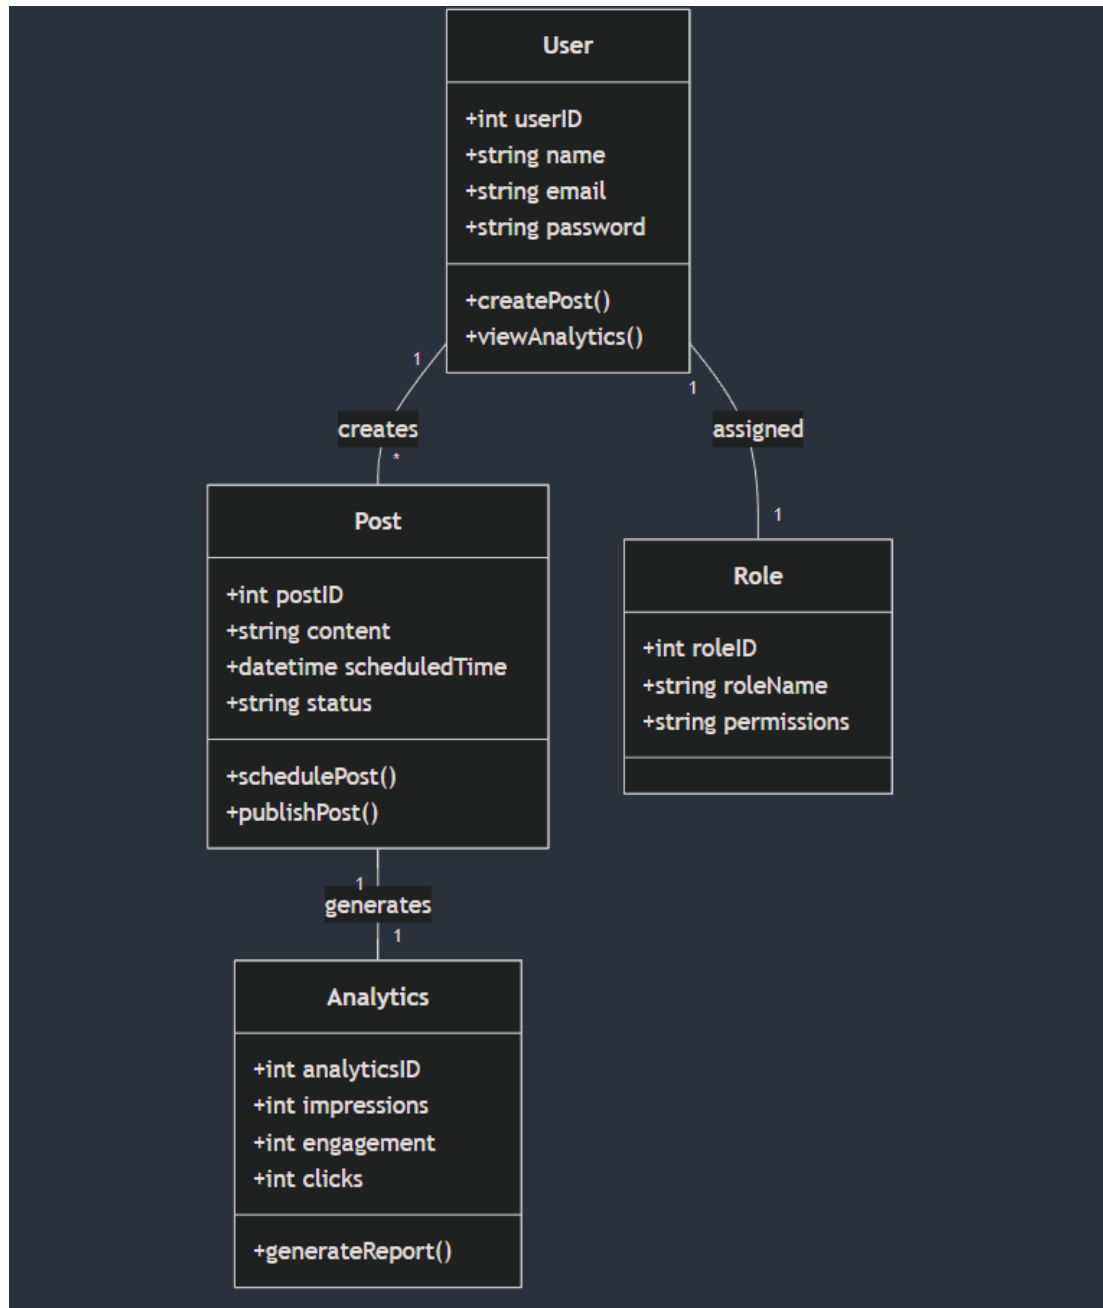 User
+int userID
+string name
+string email
+string password
+createPost()
+viewAnalytics()
1
1
creates
assigned
*
1
Post
+int postID
+string content
+datetime scheduledTime
+string status
+schedulePost()
+publishPost()
Role
+int roleID
+string roleName
+string permissions
1
generates
1
Analytics
+int analyticsID
+int impressions
+int engagement
+int clicks
+generateReport()